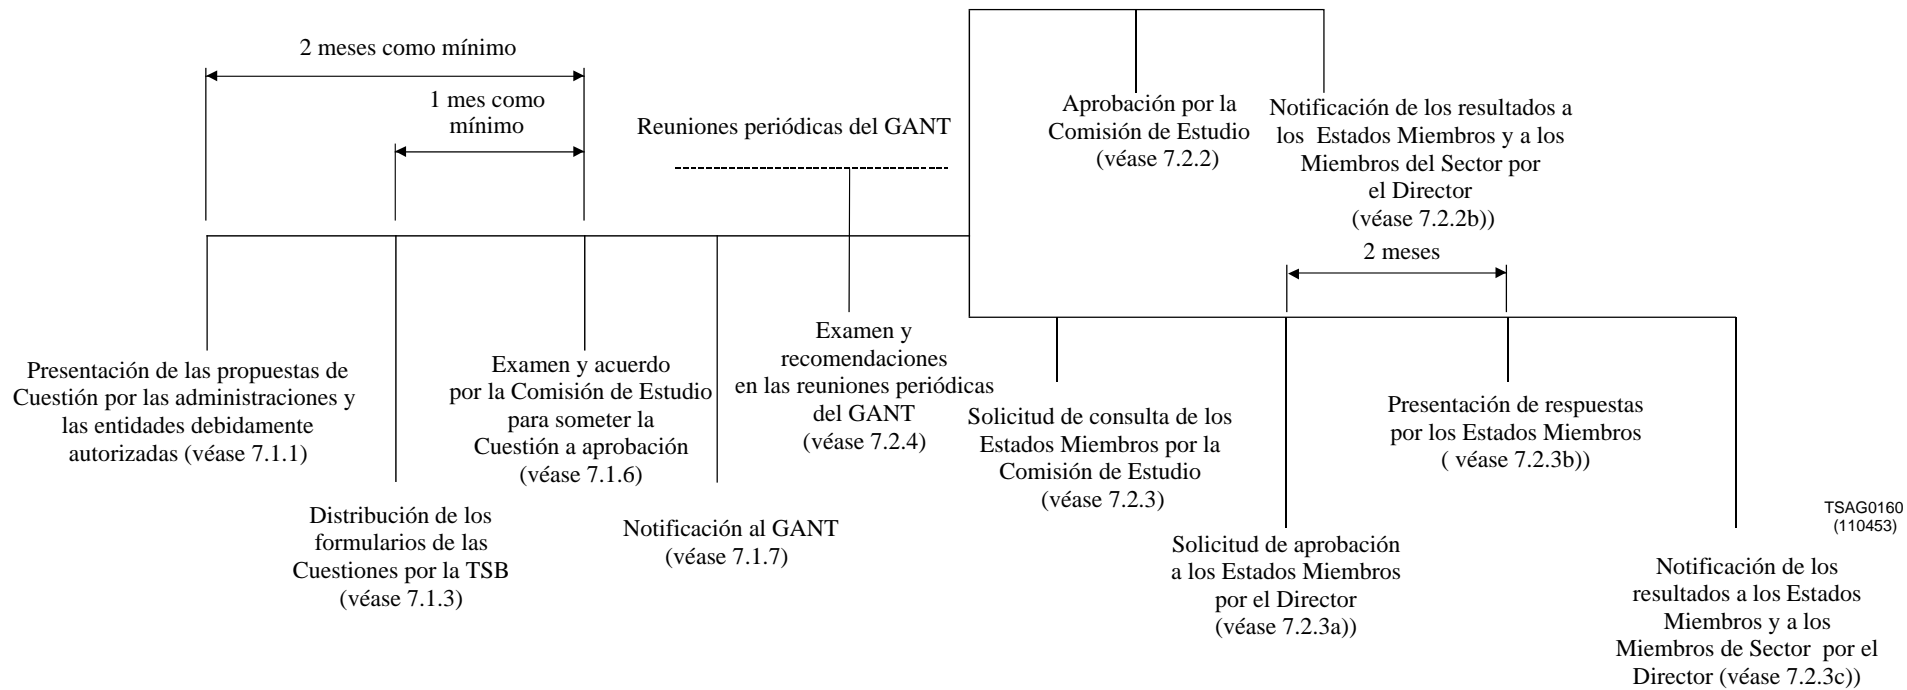 2 meses como mínimo
1 mes como
mínimo
Reuniones periódicas del GANT
Aprobación por la
Comisión de Estudio
(véase 7.2.2)
Notificación de los resultados a
los Estados Miembros y a los
Miembros del Sector por
el Director
(véase 7.2.2b))
2 meses
Presentación de las propuestas de
Cuestión por las administraciones y
las entidades debidamente
autorizadas (véase 7.1.1)
Distribución de los
formularios de las
Cuestiones por la TSB
(véase 7.1.3)
Examen y acuerdo
por la Comisión de Estudio
para someter la
Cuestión a aprobación
(véase 7.1.6)
Notificación al GANT
(véase 7.1.7)
Examen y
recomendaciones
en las reuniones periódicas
del GANT
(véase 7.2.4)
Solicitud de consulta de los
Estados Miembros por la
Comisión de Estudio
(véase 7.2.3)
Solicitud de aprobación
a los Estados Miembros
por el Director
(véase 7.2.3a))
Presentación de respuestas
por los Estados Miembros
( véase 7.2.3b))
Notificación de los
resultados a los Estados
Miembros y a los
Miembros de Sector por el
Director (véase 7.2.3c))
TSAG0160
(110453)